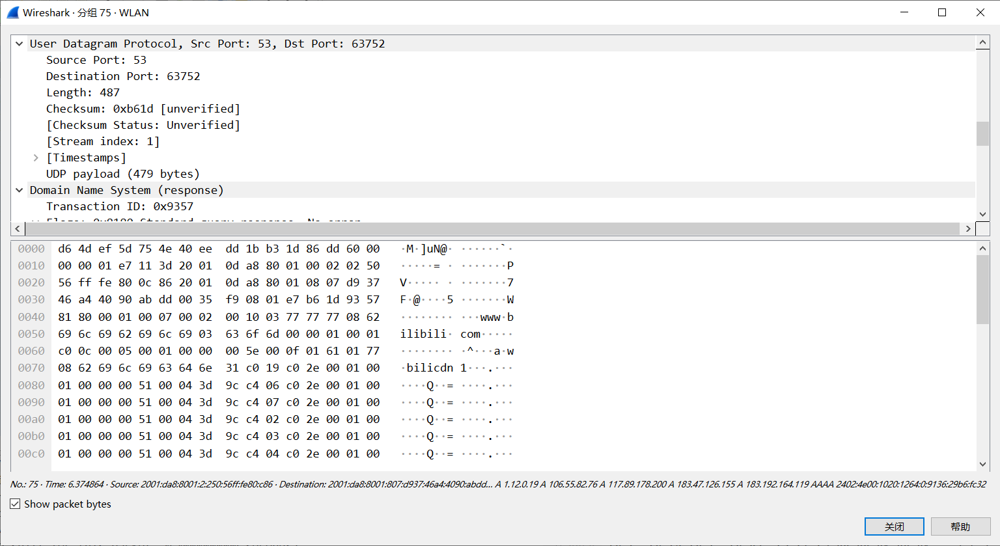 Wireshark · 分组 75 · WLAN
User Datagram Protocol, Src Port: 53, Dst Port: 63752
Source Port: 53
Destination Port: 63752
Length: 487
Checksum: 0xb61d [unverified]
[Checksum Status: Unverified]
[Stream index: 1]
[Timestamps]
UDP payload (479 bytes)
Domain Name System (response)
Transaction ID: 0x9357
Flags: 0x8180 Standard query response, No error
0000 d6 4d ef 5d 75 4e 40 ee dd 1b b3 1d 86 dd 60 00 ·M·]uN@· ······`·
0010 00 00 01 e7 11 3d 20 01 0d a8 80 01 00 02 02 50 ·····= · ·······P
0020 56 ff fe 80 0c 86 20 01 0d a8 80 01 08 07 d9 37 V····· · ·······7
0030 46 a4 40 90 ab dd 00 35 f9 08 01 e7 b6 1d 93 57 F·@····5 ·······W
0040 81 80 00 01 00 07 00 02 00 10 03 77 77 77 08 62 ········ ···www·b
0050 69 6c 69 62 69 6c 69 03 63 6f 6d 00 00 01 00 01 ilibili· com·····
0060 c0 0c 00 05 00 01 00 00 00 5e 00 0f 01 61 01 77 ········ ·^···a·w
0070 08 62 69 6c 69 63 64 6e 31 c0 19 c0 2e 00 01 00 ·bilicdn 1···.···
0080 01 00 00 00 51 00 04 3d 9c c4 06 c0 2e 00 01 00 ····Q··= ····.···
0090 01 00 00 00 51 00 04 3d 9c c4 07 c0 2e 00 01 00 ····Q··= ····.···
00a0 01 00 00 00 51 00 04 3d 9c c4 02 c0 2e 00 01 00 ····Q··= ····.···
00b0 01 00 00 00 51 00 04 3d 9c c4 03 c0 2e 00 01 00 ····Q··= ····.···
00c0 01 00 00 00 51 00 04 3d 9c c4 04 c0 2e 00 01 00 ····Q··= ····.···
No.: 75 · Time: 6.374864 · Source: 2001:da8:8001:2:250:56ff:fe80:c86 · Destination: 2001:da8:8001:807:d937:46a4:4090:abdd... A 1.12.0.19 A 106.55.82.76 A 117.89.178.200 A 183.47.126.155 A 183.192.164.119 AAAA 2402:4e00:1020:1264:0:9136:29b6:fc32
Show packet bytes
关闭 帮助